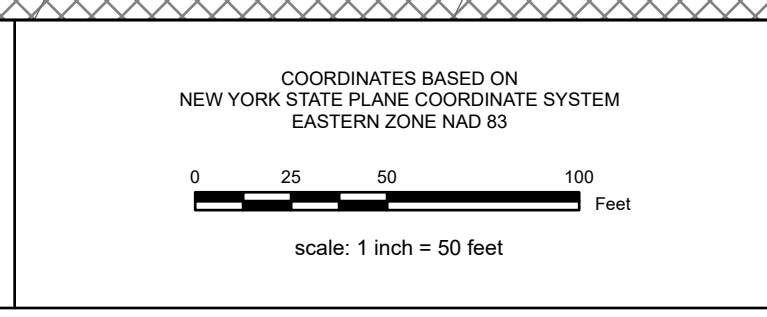 COORDINATES BASED ON
NEW YORK STATE PLANE COORDINATE SYSTEM
EASTERN ZONE NAD 83
0 25 50 100
Feet
scale: 1 inch = 50 feet